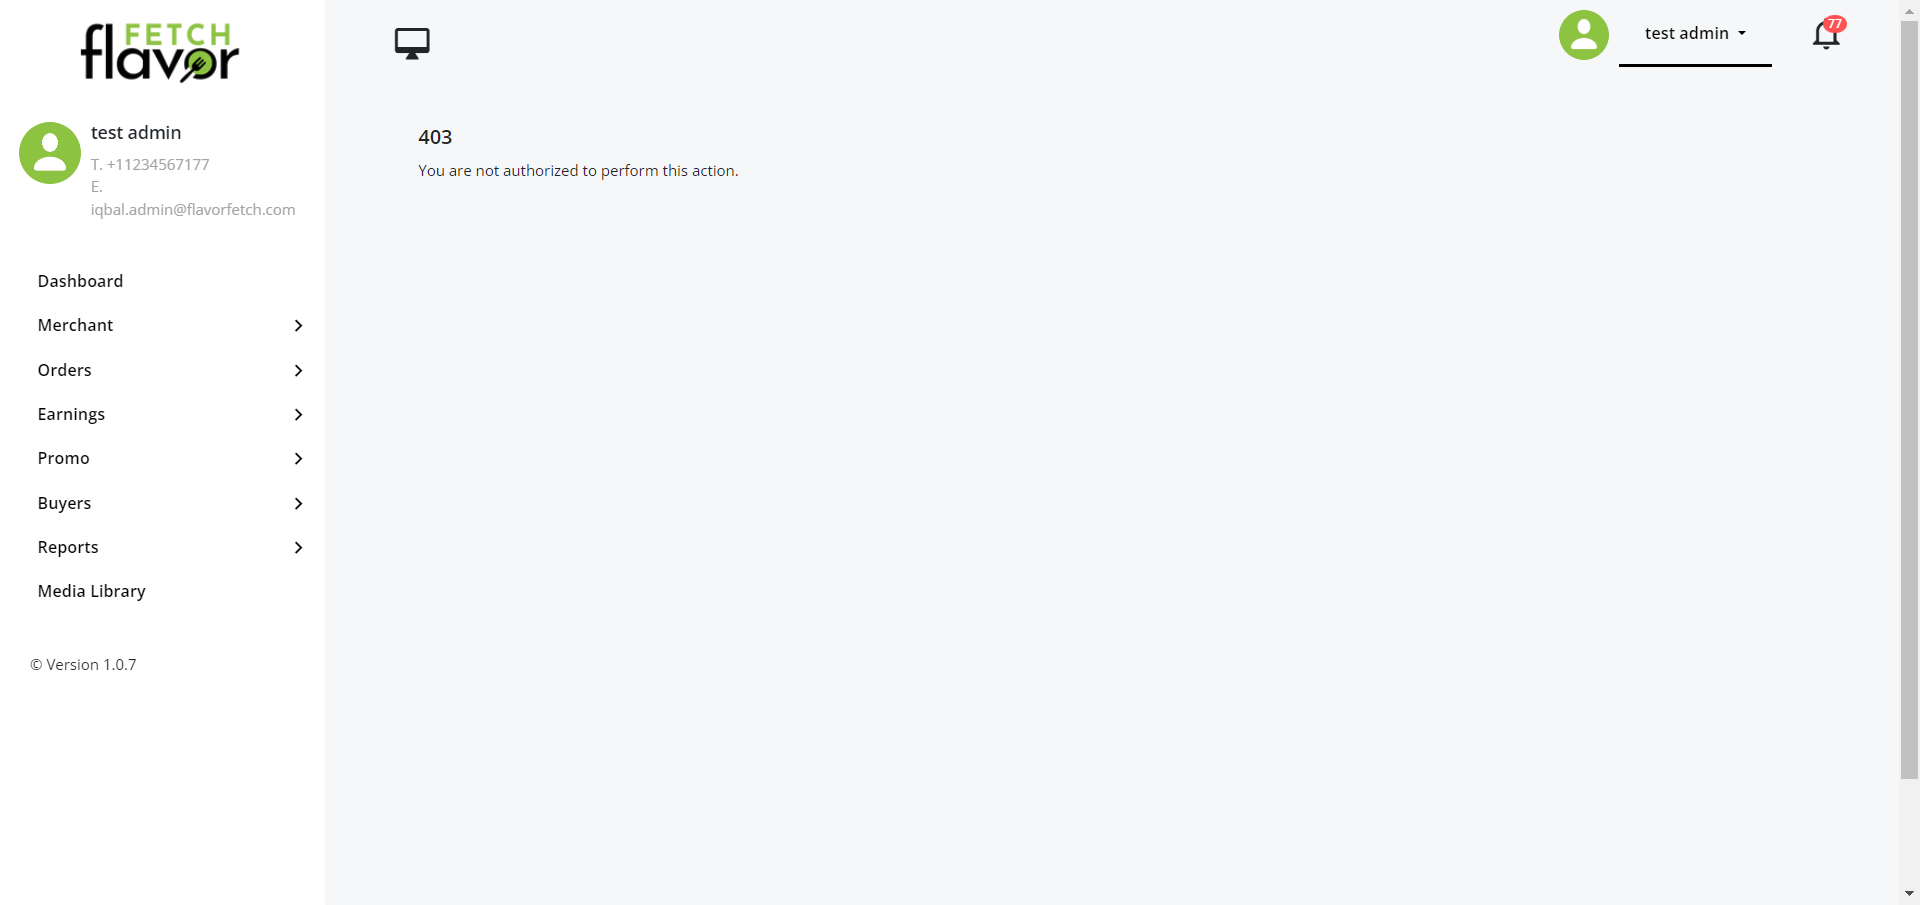 FETCH
flavor
test admin
77
test admin
T. +11234567177
E.
iqbal.admin@flavorfetch.com
403
You are not authorized to perform this action.
Dashboard
Merchant
Orders
Earnings
Promo
Buyers
Reports
Media Library
© Version 1.0.7